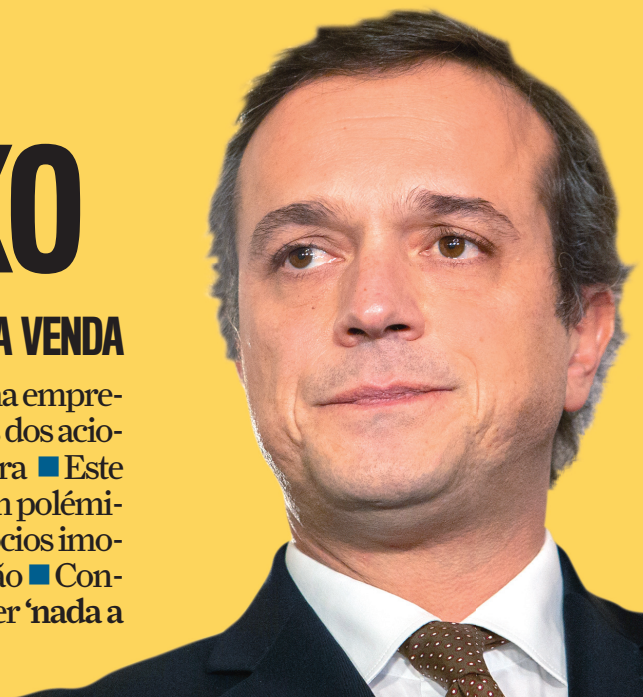 XO
A VENDA
na empre-
s dos acio-
ra ■ Este
m polémi-
cios imo-
ão ■ Con-
er ‘nada a